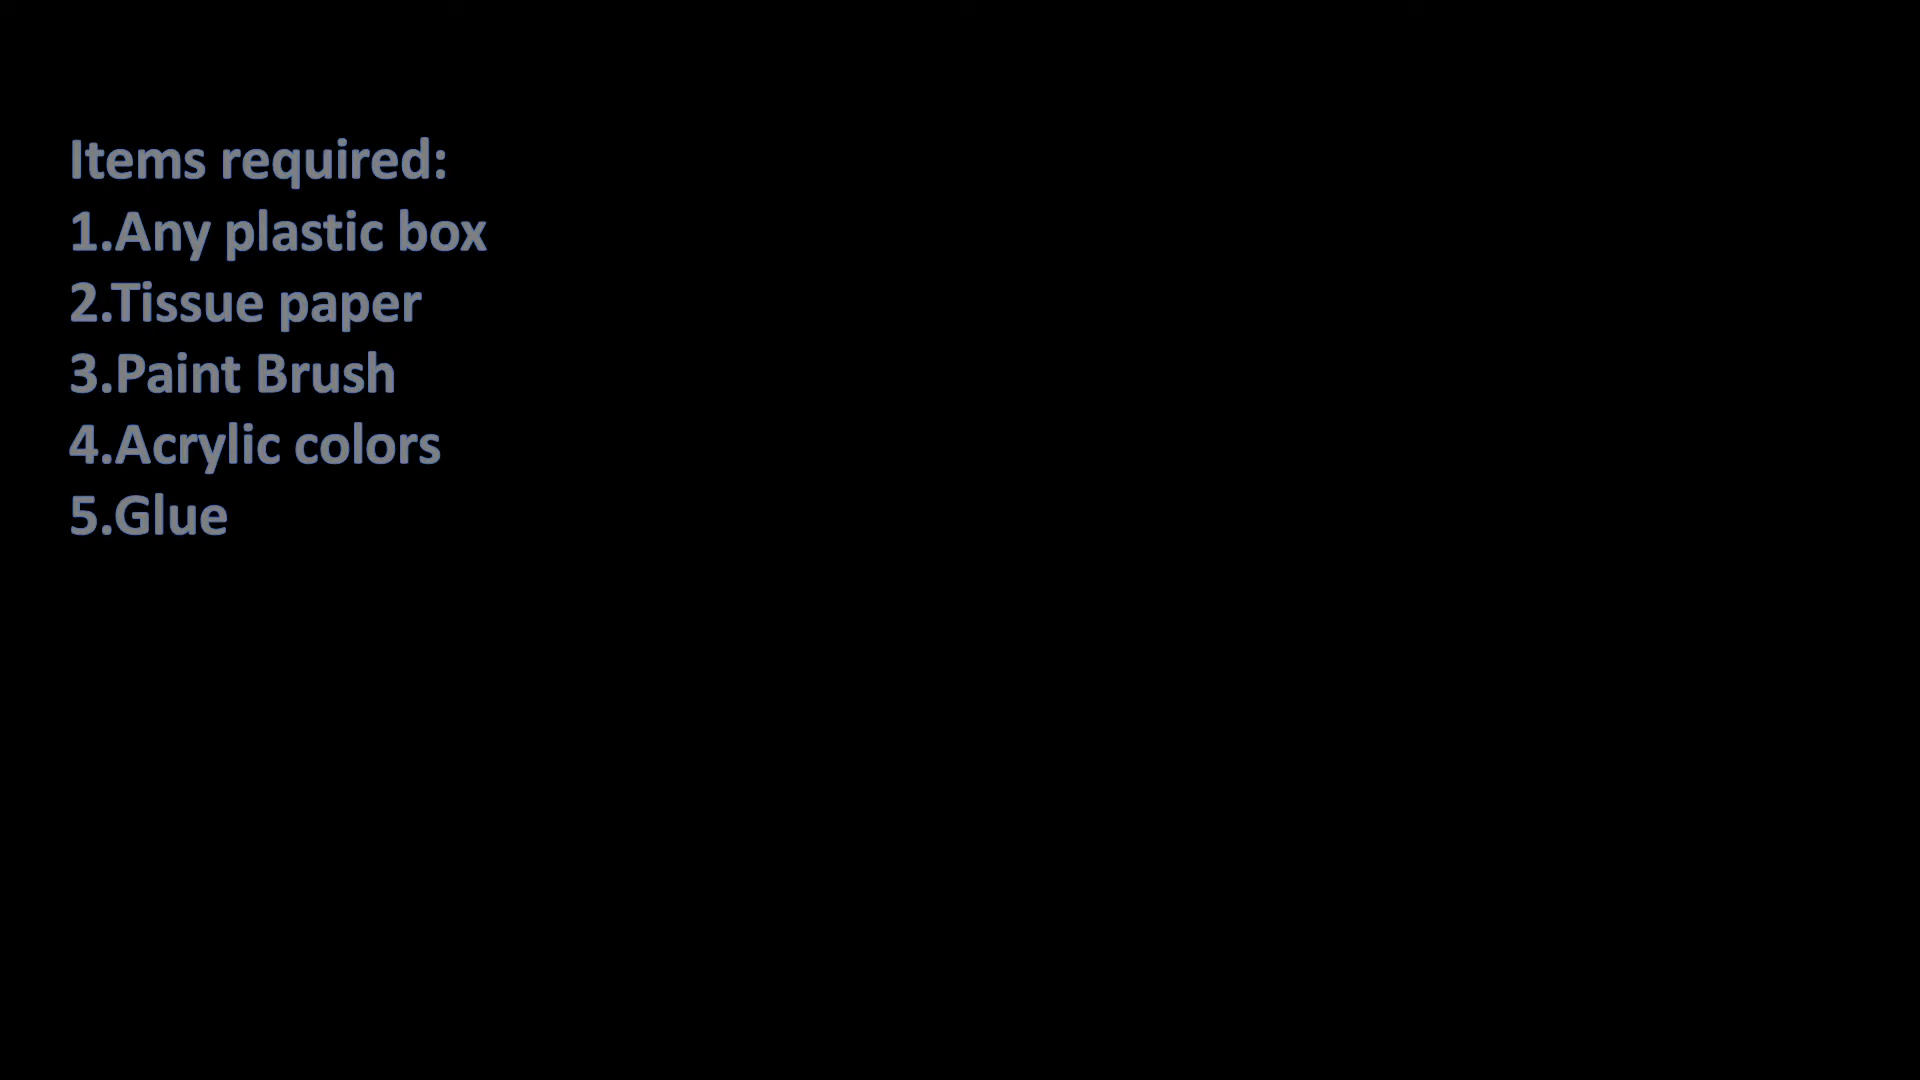 Items required:
1.Any plastic box
2.Tissue paper
3.Paint Brush
4.Acrylic colors
5.Glue